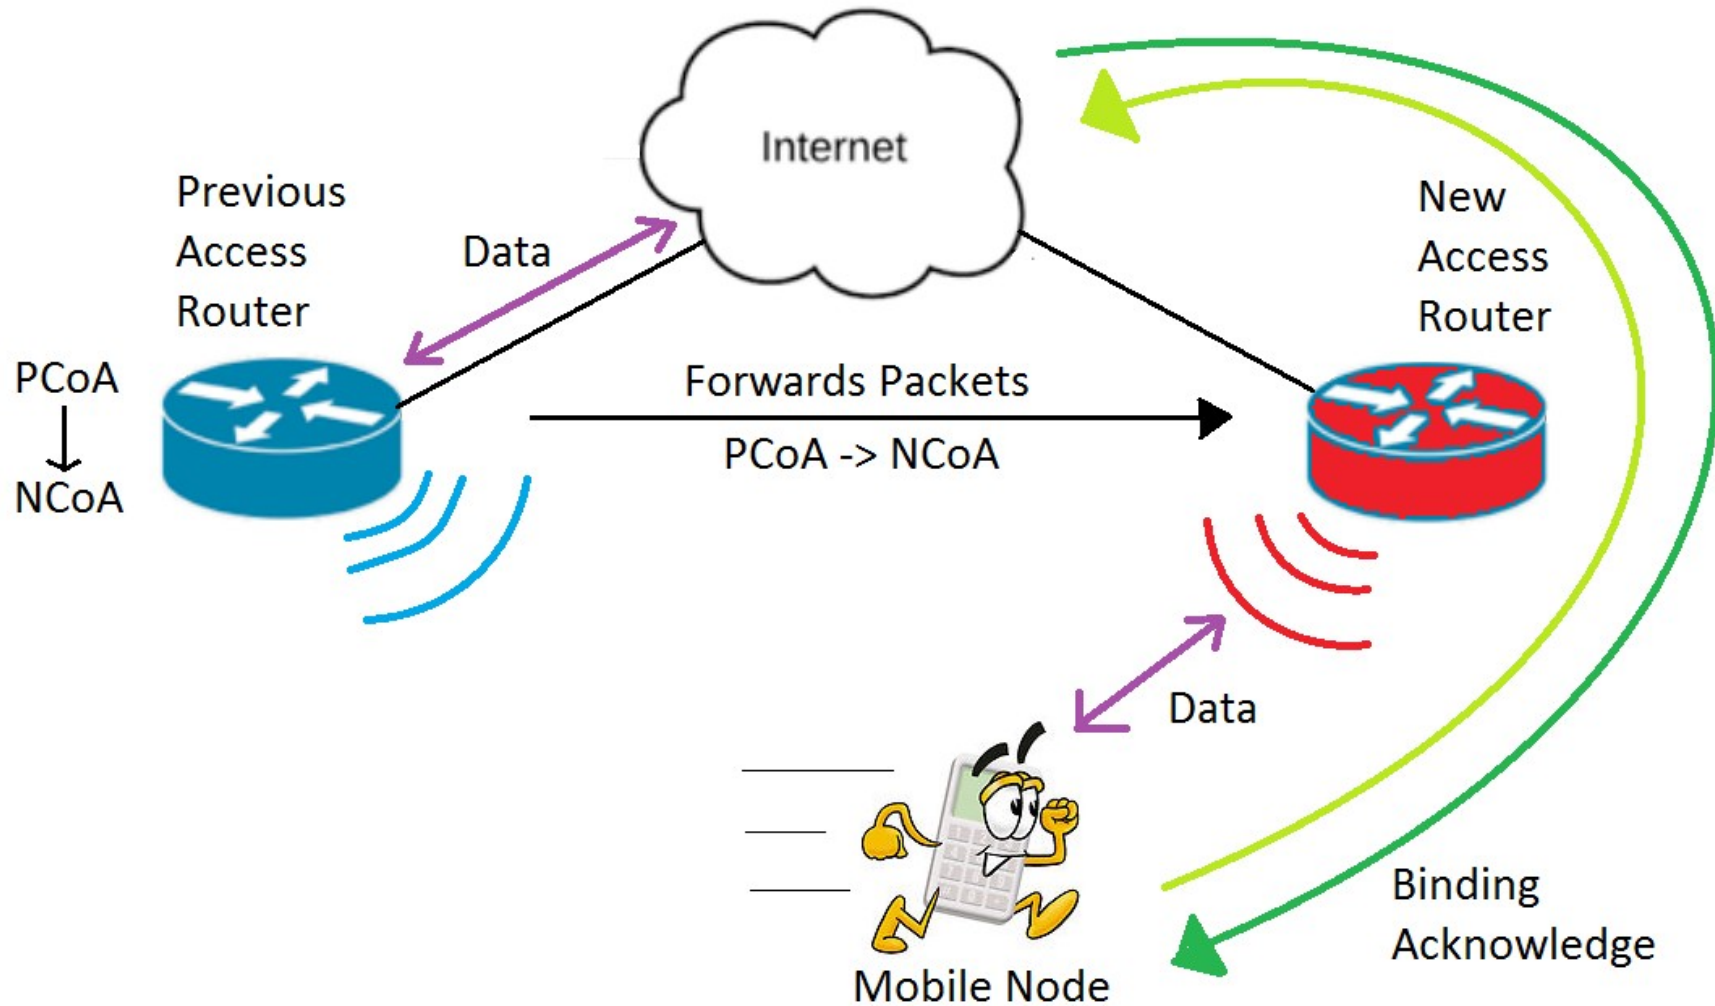 Internet
Previous
Access
Router
Data
New
Access
Router
PCoA
NCoA
Forwards Packets
PCoA -> NCoA
Data
Binding
Acknowledge
Mobile Node